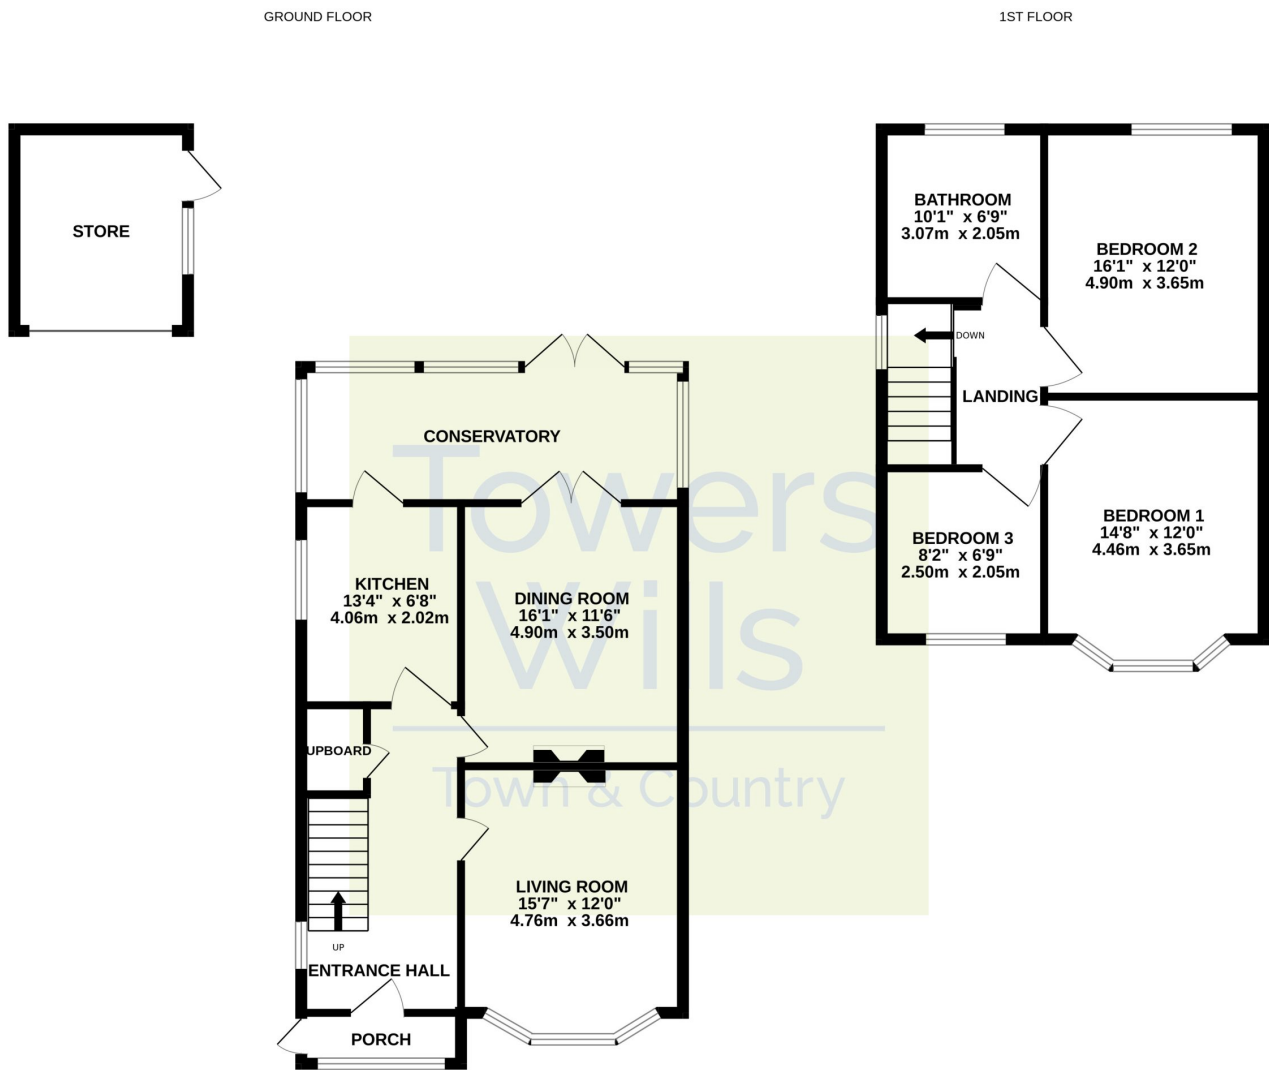 GROUND FLOOR
1ST FLOOR
STORE
CONSERVATORY
KITCHEN
13'4" x 6'8"
4.06m x 2.02m
DINING ROOM
16'1" x 11'6"
4.90m x 3.50m
UPBOARD
LIVING ROOM
15'7" x 12'0"
4.76m x 3.66m
UP
ENTRANCE HALL
PORCH
BATHROOM
10'1" x 6'9"
3.07m x 2.05m
BEDROOM 2
16'1" x 12'0"
4.90m x 3.65m
DOWN
LANDING
BEDROOM 3
8'2" x 6'9"
2.50m x 2.05m
BEDROOM 1
14'8" x 12'0"
4.46m x 3.65m
Towers
Wills
Town & Country